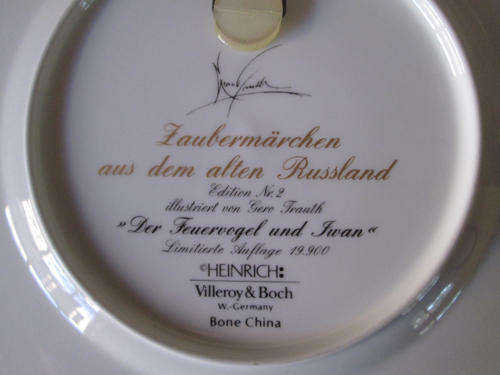 Zaubermärchen
aus dem alten Russland
Edition Nr. 2
illustriert von Gero Trauth
»Der Feuervogel und Iwan«
Limitierte Auflage 19.900
©HEINRICH:
Villeroy & Boch
W.-Germany
Bone China